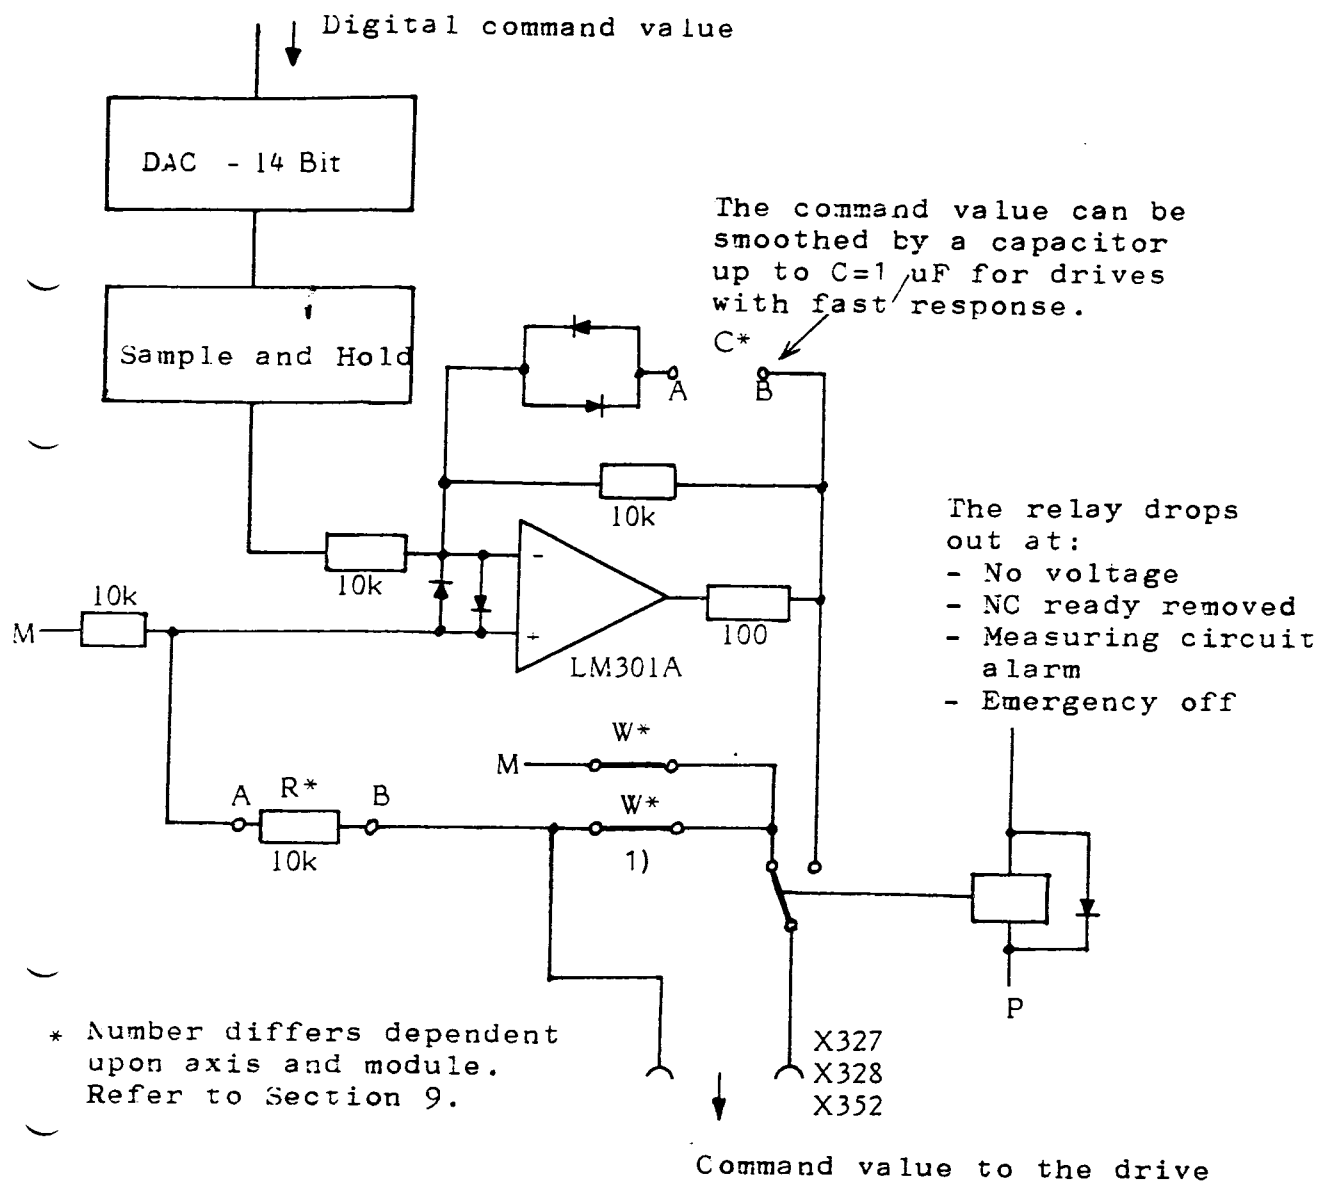 Digital command value
DAC - 14 Bit
The command value can be
smoothed by a capacitor
up to C=1 uF for drives
with fast response.
Sample and Hold
C*
A
B
10k
The relay drops
out at:
- No voltage
- NC ready removed
- Measuring circuit
alarm
- Emergency off
-
10k
10k
M
+
100
LM301A
W*
M
A
R*
B
W*
10k
1)
P
* Number differs dependent
upon axis and module.
Refer to Section 9.
X327
X328
X352
Command value to the drive